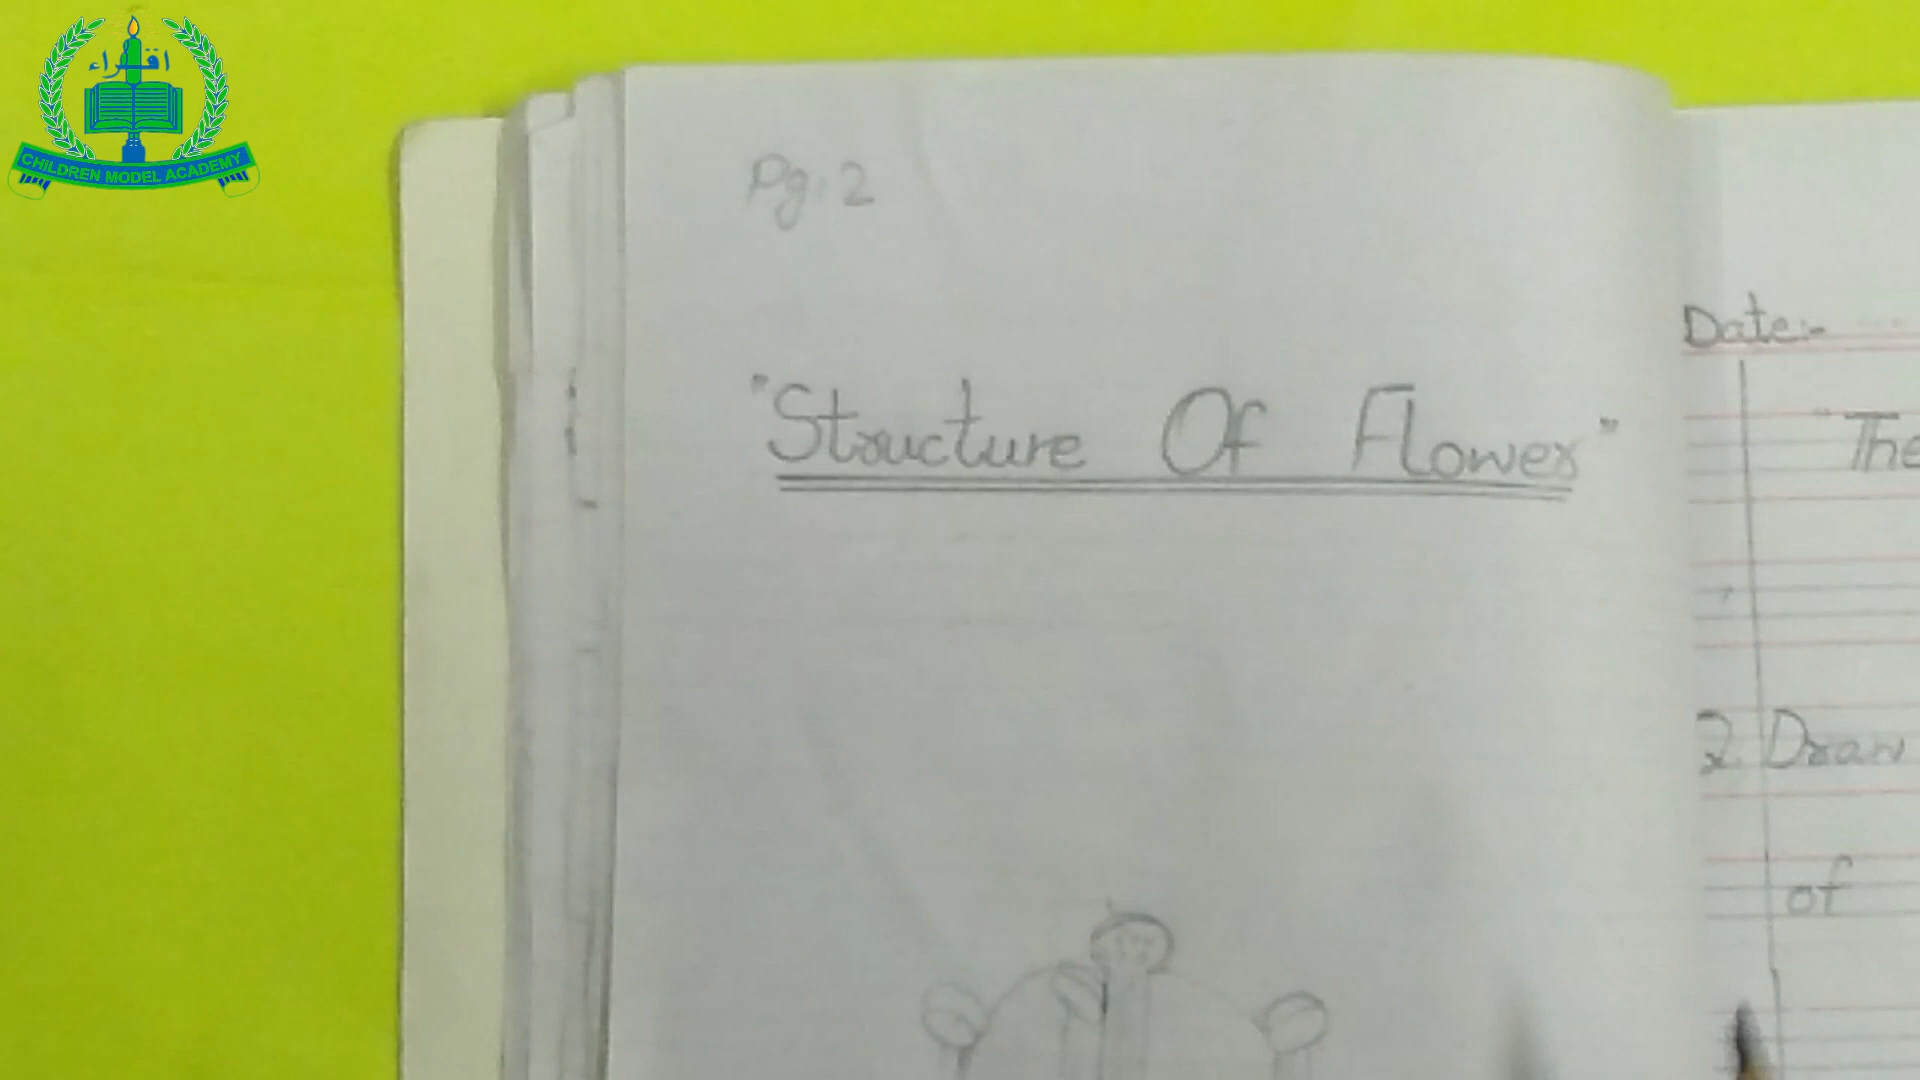 اقراء
CHILDREN MODEL ACADEMY
Pg: 2
"Structure Of Flower"
Date:-
"The
2. Draw
of